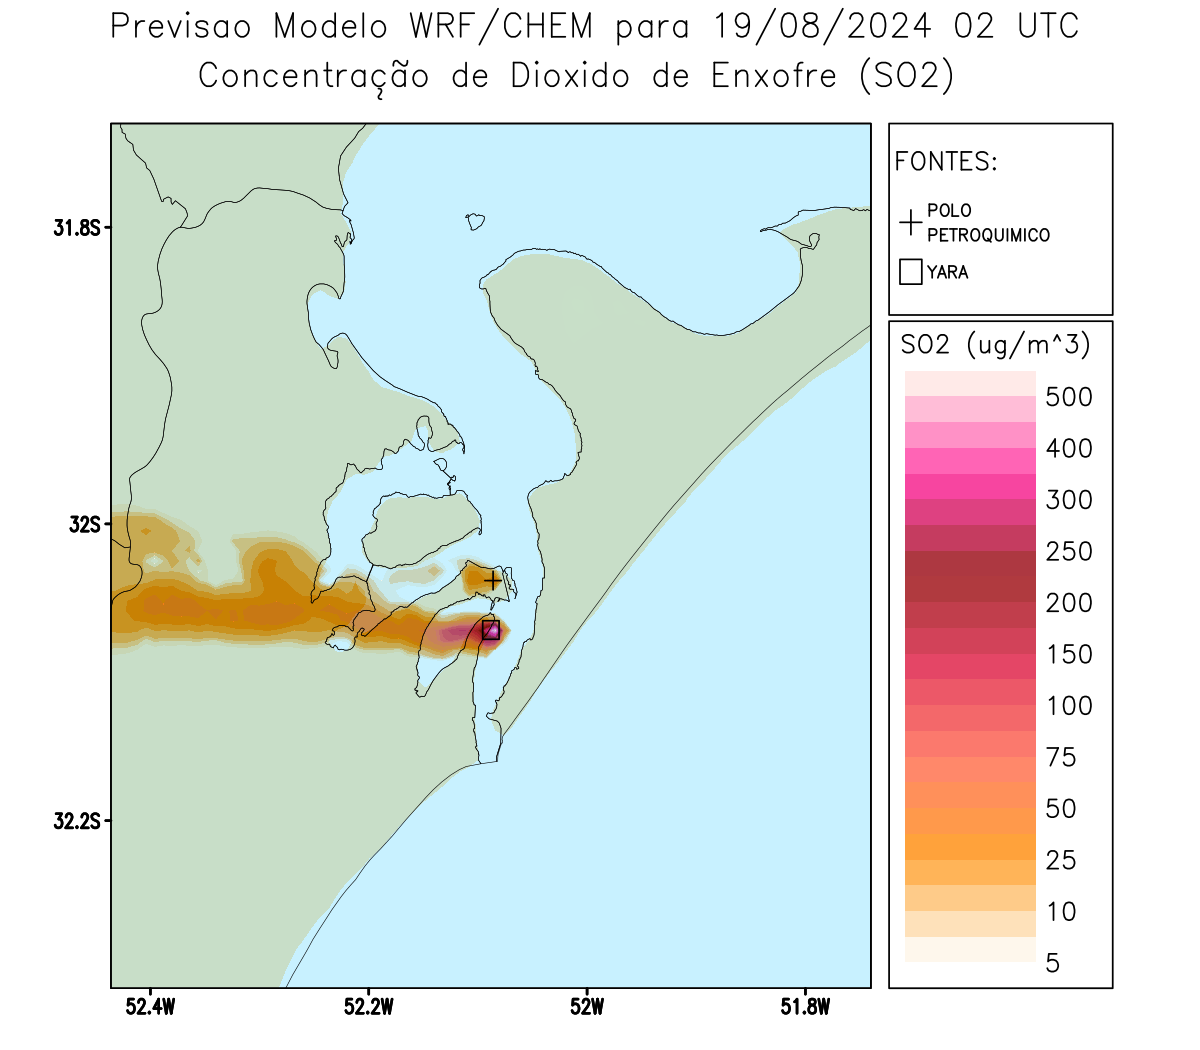 Previsao Modelo WRF/CHEM para 19/08/2024 02 UTC
Concentração de Dioxido de Enxofre (SO2)
FONTES:
POLO
PETROQUIMICO
YARA
SO2 (ug/m^3)
500
400
300
250
200
150
100
75
50
25
10
5
31.8S
32S
32.2S
52.4W
52.2W
52W
51.8W